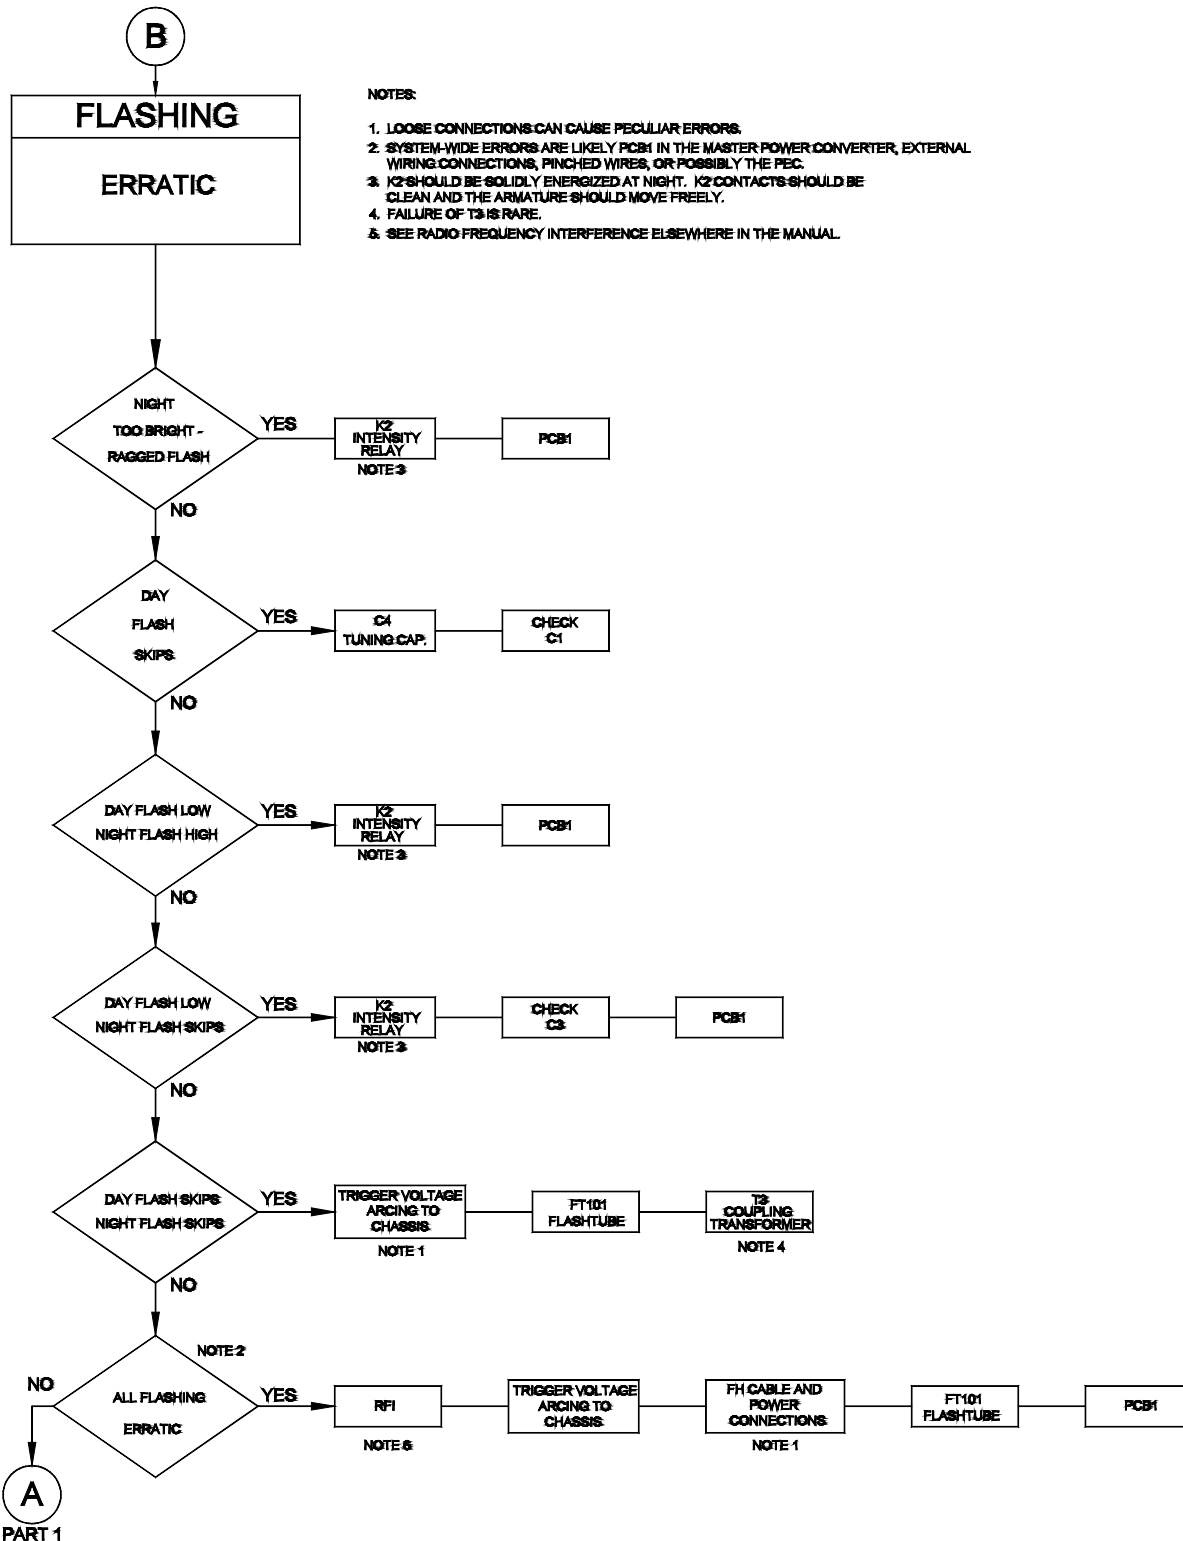 B
FLASHING
ERRATIC
NOTES:
1. LOOSE CONNECTIONS CAN CAUSE PECULIAR ERRORS.
2. SYSTEM-WIDE ERRORS ARE LIKELY PCB1 IN THE MASTER POWER CONVERTER, EXTERNAL
WIRING CONNECTIONS, PINCHED WIRES, OR POSSIBLY THE PEC.
3. K2 SHOULD BE SOLIDLY ENERGIZED AT NIGHT. K2 CONTACTS SHOULD BE
CLEAN AND THE ARMATURE SHOULD MOVE FREELY.
4. FAILURE OF T3 IS RARE.
5. SEE RADIO FREQUENCY INTERFERENCE ELSEWHERE IN THE MANUAL.
NIGHT
TOO BRIGHT -
RAGGED FLASH
YES
K2
INTENSITY
RELAY
NOTE 3
PCB1
NO
DAY
FLASH
SKIPS
YES
C4
TUNING CAP.
CHECK
C1
NO
DAY FLASH LOW
NIGHT FLASH HIGH
YES
K2
INTENSITY
RELAY
NOTE 3
PCB1
NO
DAY FLASH LOW
NIGHT FLASH SKIPS
YES
K2
INTENSITY
RELAY
NOTE 3
CHECK
C3
PCB1
NO
DAY FLASH SKIPS
NIGHT FLASH SKIPS
YES
TRIGGER VOLTAGE
ARCING TO
CHASSIS
NOTE 1
FT101
FLASHTUBE
T3
COUPLING
TRANSFORMER
NOTE 4
NO
NOTE 2
ALL FLASHING
ERRATIC
NO
YES
RFI
NOTE
TRIGGER VOLTAGE
ARCING TO
CHASSIS
FH CABLE AND
POWER
CONNECTIONS
NOTE 1
FT101
FLASHTUBE
PCB1
A
PART 1